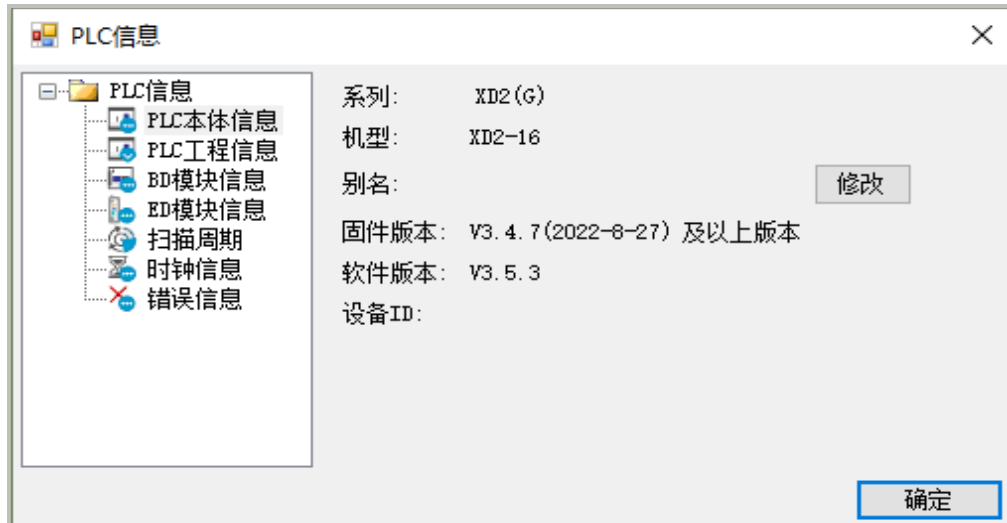 PLC信息
PLC信息
PLC本体信息
PLC工程信息
BD模块信息
ED模块信息
扫描周期
时钟信息
错误信息
系列: XD2(G)
机型: XD2-16
别名: 修改
固件版本: V3.4.7(2022-8-27) 及以上版本
软件版本: V3.5.3
设备ID:
确定